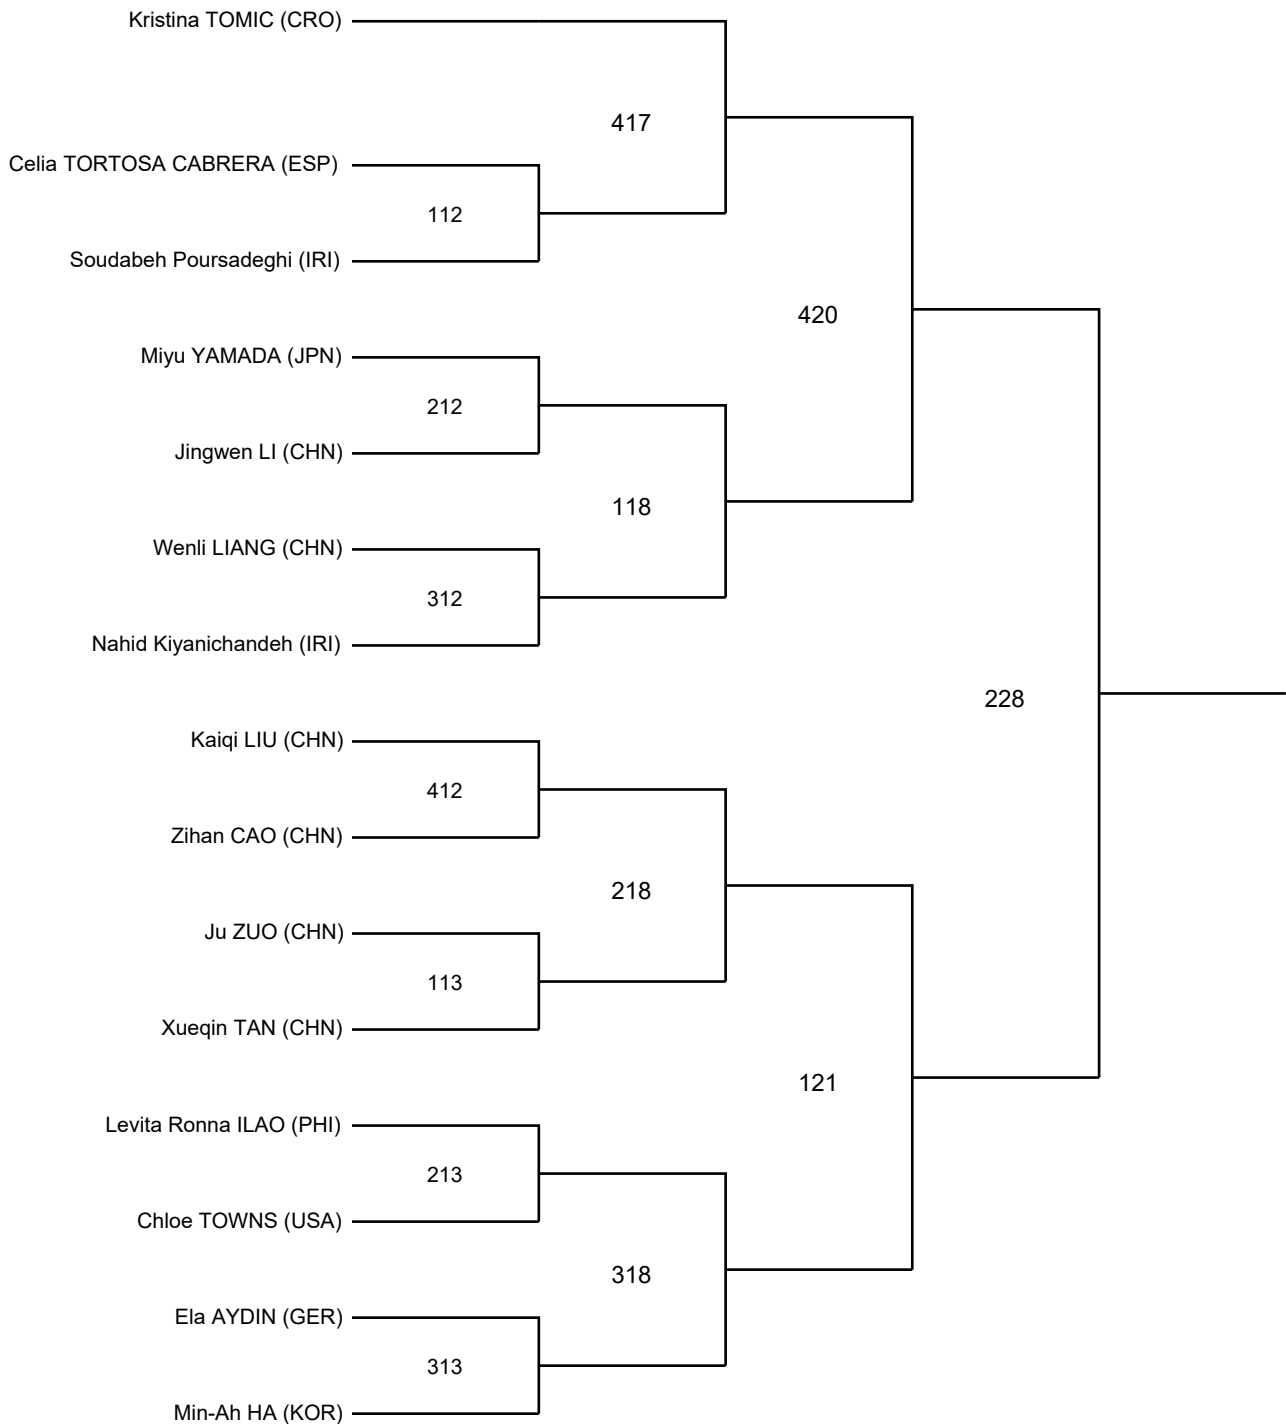 Kristina TOMIC (CRO)
417
Celia TORTOSA CABRERA (ESP)
112
Soudabeh Poursadeghi (IRI)
420
Miyu YAMADA (JPN)
212
Jingwen LI (CHN)
118
Wenli LIANG (CHN)
312
Nahid Kiyanichandeh (IRI)
228
Kaiqi LIU (CHN)
412
Zihan CAO (CHN)
218
Ju ZUO (CHN)
113
Xueqin TAN (CHN)
121
Levita Ronna ILAO (PHI)
213
Chloe TOWNS (USA)
318
Ela AYDIN (GER)
313
Min-Ah HA (KOR)